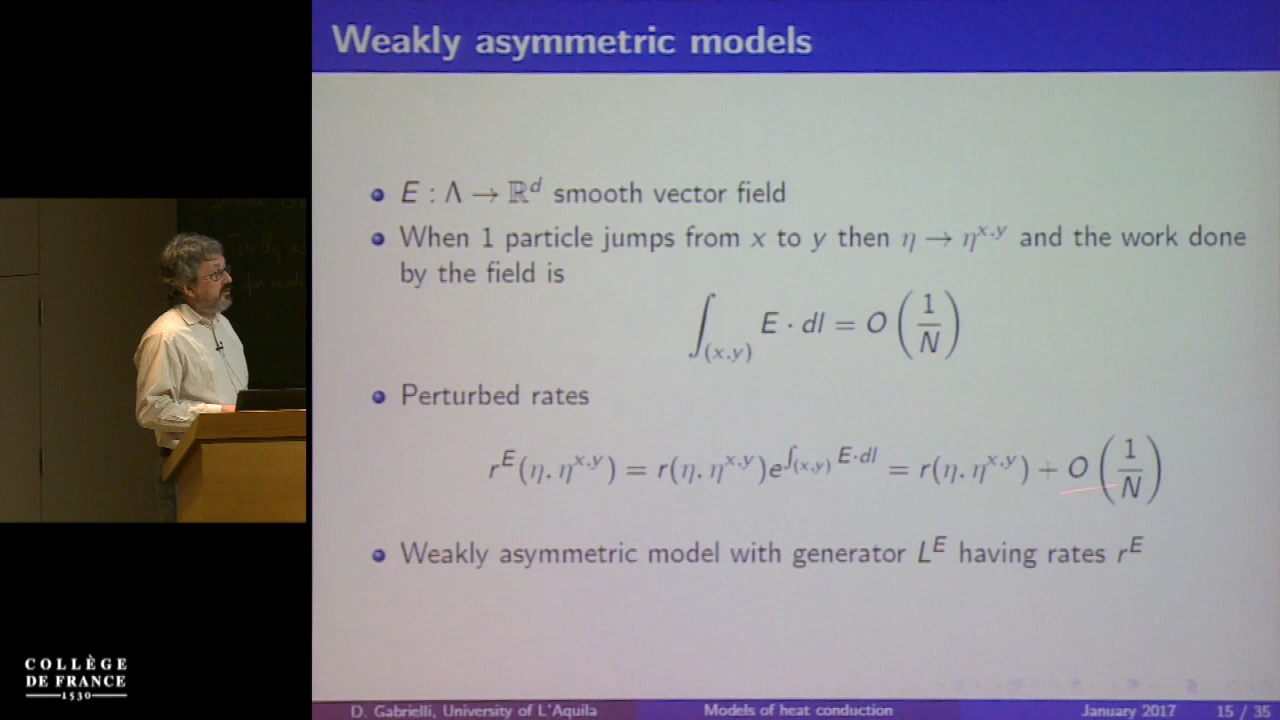 Weakly asymmetric models
E : Λ → ℝ^d smooth vector field
When 1 particle jumps from x to y then η → η^{x,y} and the work done
by the field is
∫_{(x,y)} E · dl = O(1/N)
Perturbed rates
r^E(η, η^{x,y}) = r(η, η^{x,y})e^{∫_{(x,y)} E·dl} = r(η, η^{x,y}) + O(1/N)
Weakly asymmetric model with generator L^E having rates r^E
COLLÈGE
DE FRANCE
1530
D. Gabrielli, University of L'Aquila Models of heat conduction January 2017 15 / 35